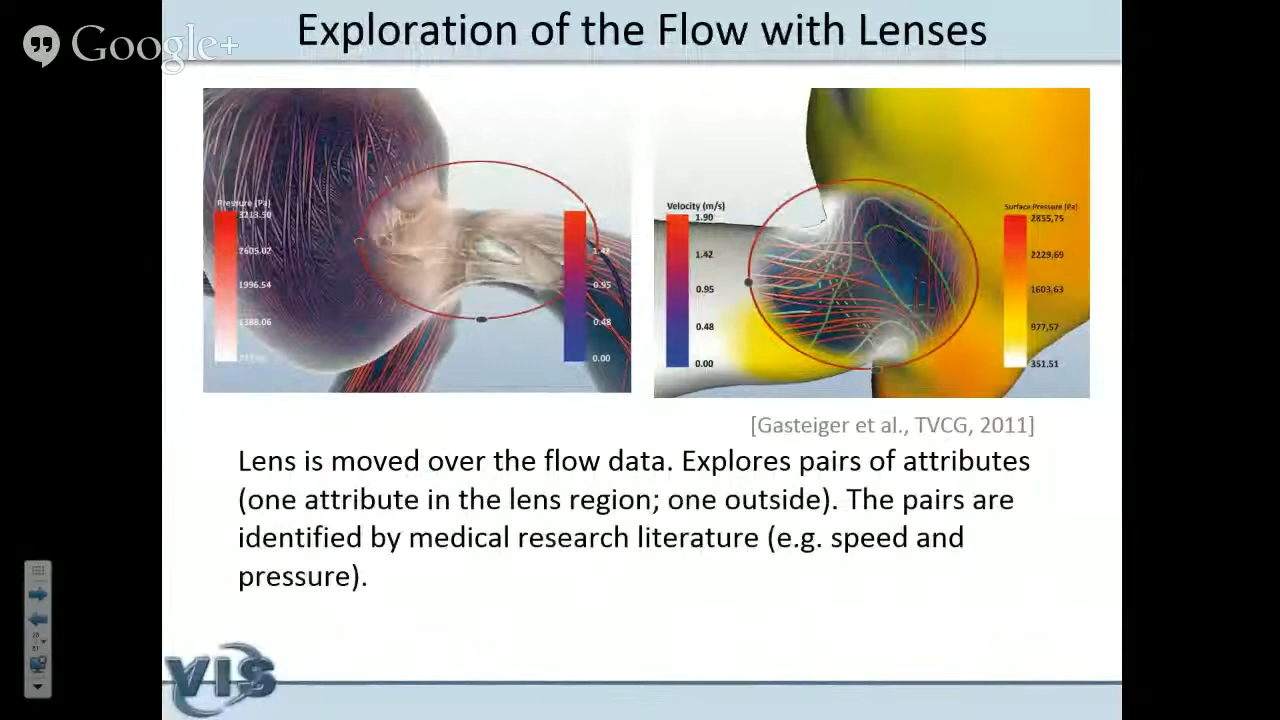 Google+
Exploration of the Flow with Lenses
Pressure (Pa)
3213.50
2605.02
1996.54
1388.06
1.42
0.95
0.48
0.00
Velocity (m/s)
1.90
1.42
0.95
0.48
0.00
Surface Pressure (Pa)
2855,75
2229,69
1603,63
977,57
351.51
[Gasteiger et al., TVCG, 2011]
Lens is moved over the flow data. Explores pairs of attributes
(one attribute in the lens region; one outside). The pairs are
identified by medical research literature (e.g. speed and
pressure).
VIS